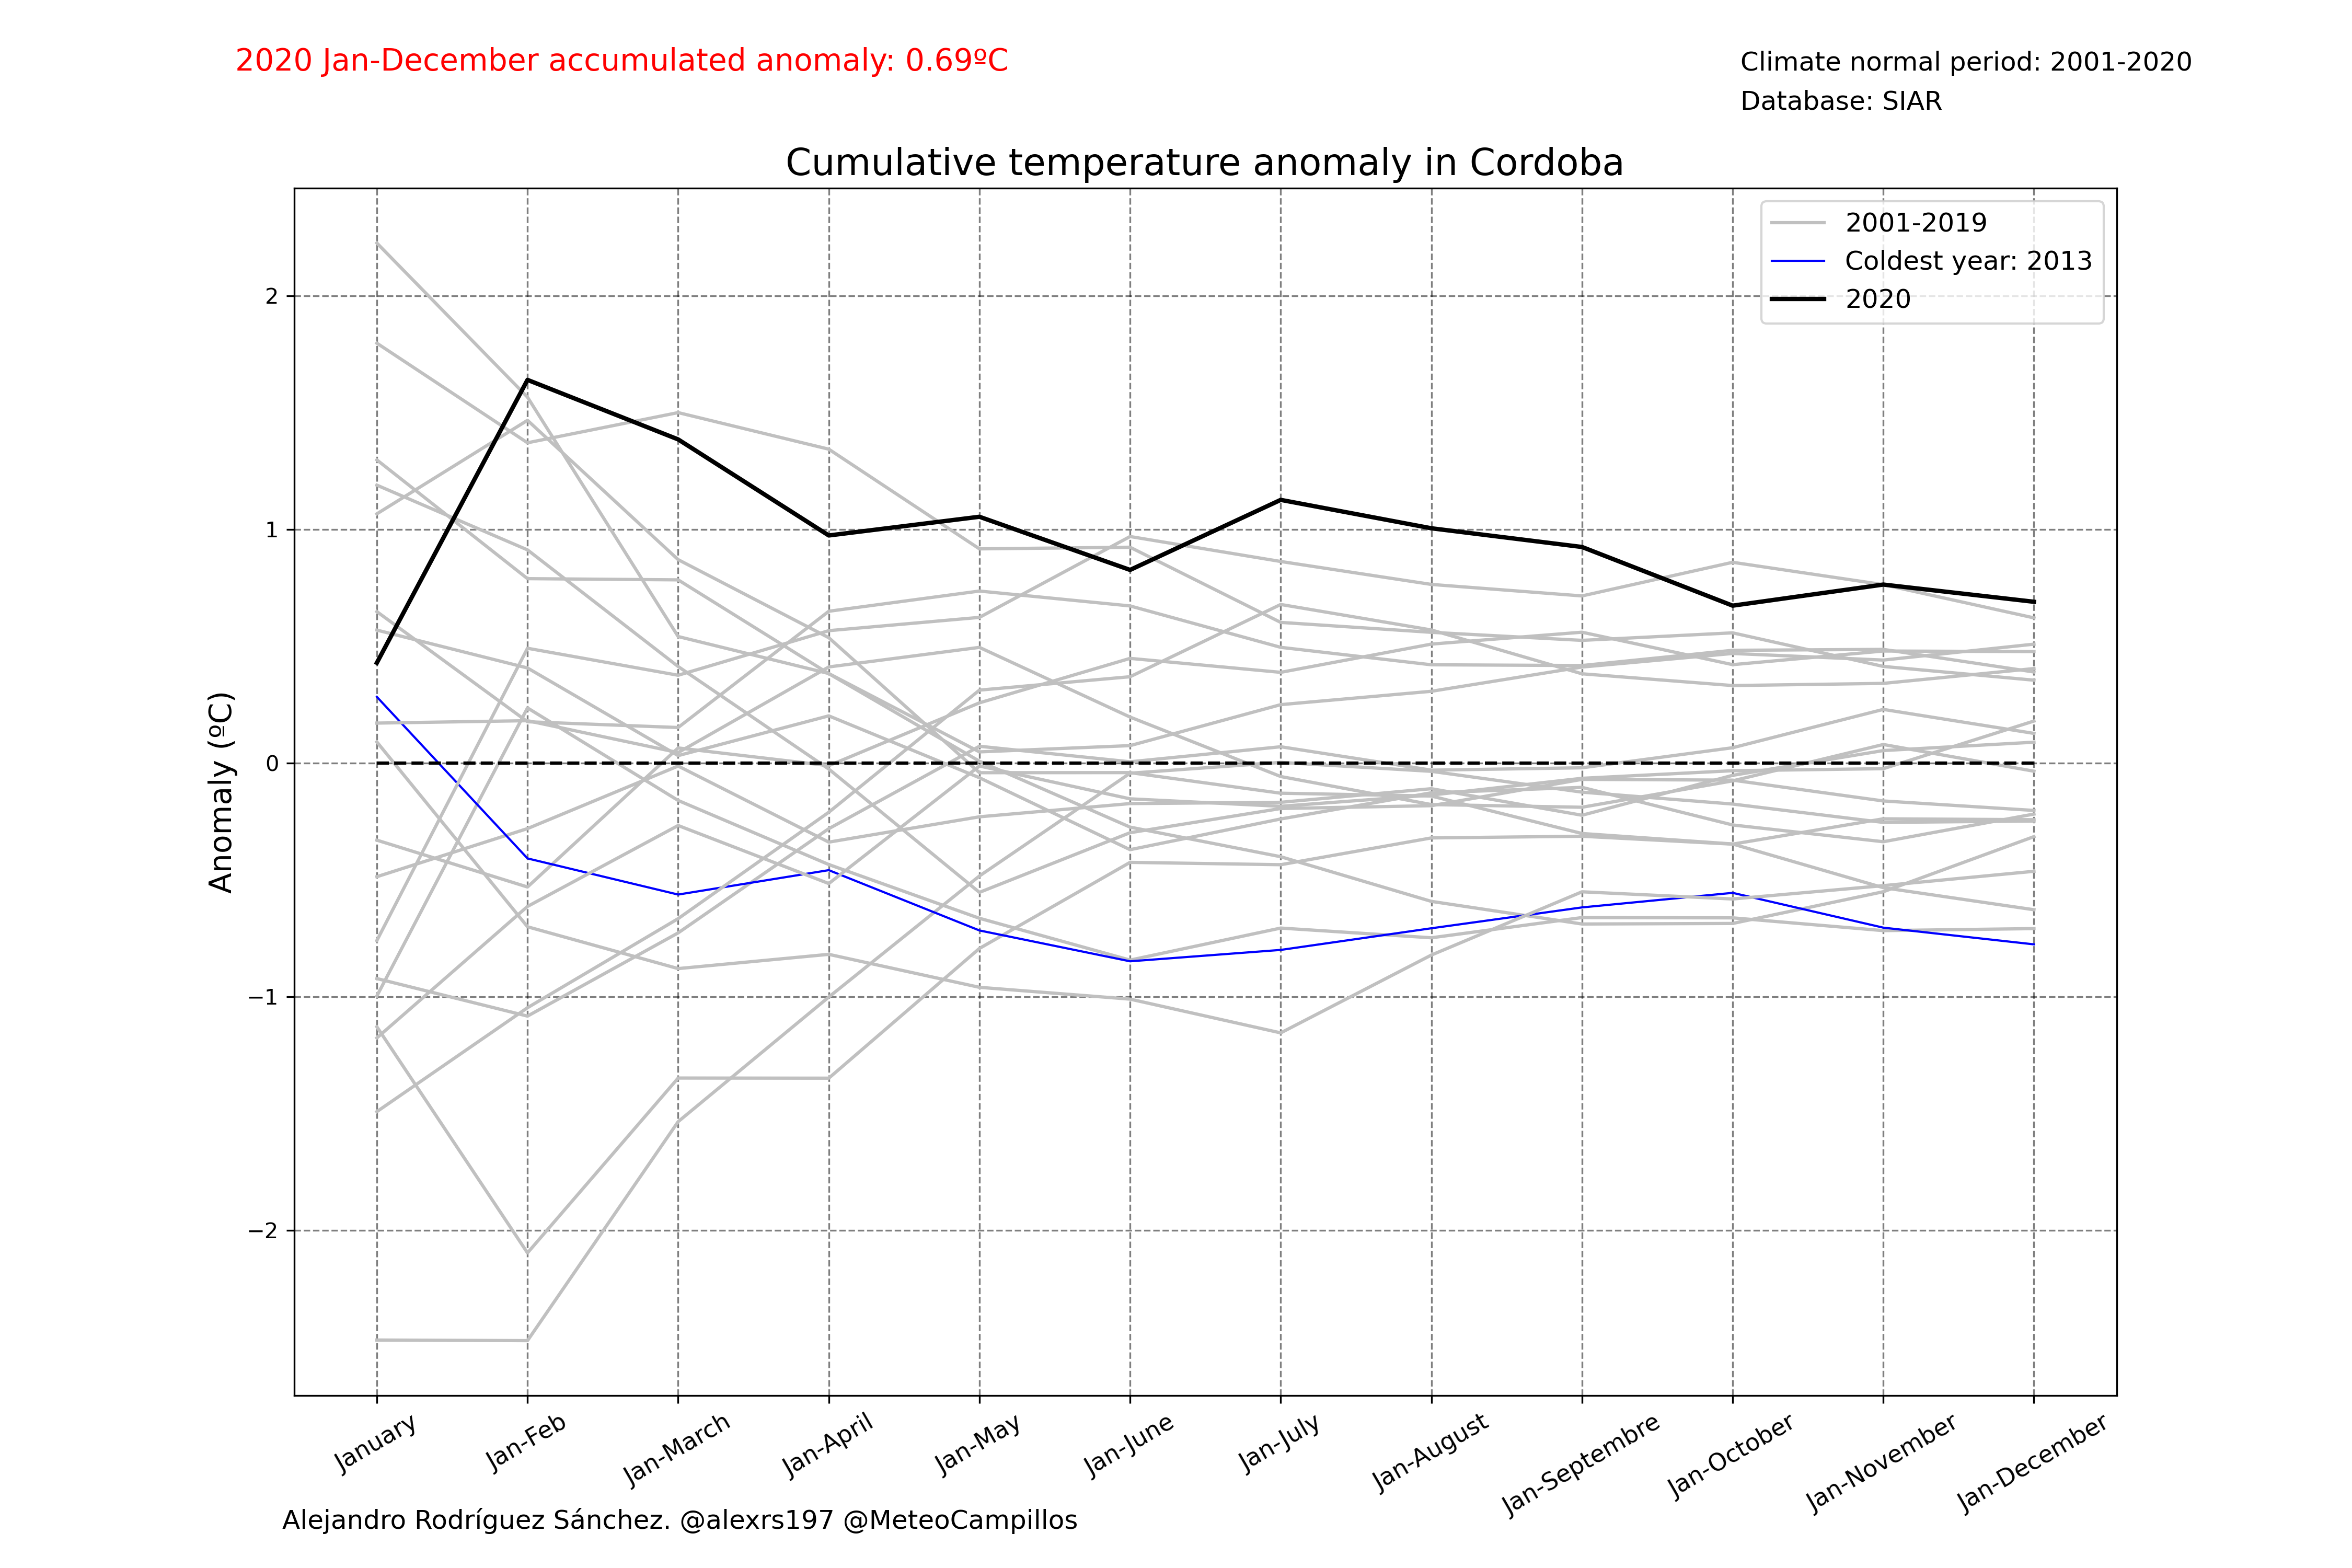 2020 Jan-December accumulated anomaly: 0.69ºC
Climate normal period: 2001-2020
Database: SIAR
Cumulative temperature anomaly in Cordoba
2001-2019
Coldest year: 2013
2020
Anomaly (ºC)
2
1
0
−1
−2
January
Jan-Feb
Jan-March
Jan-April
Jan-May
Jan-June
Jan-July
Jan-August
Jan-Septembre
Jan-October
Jan-November
Jan-December
Alejandro Rodríguez Sánchez. @alexrs197 @MeteoCampillos